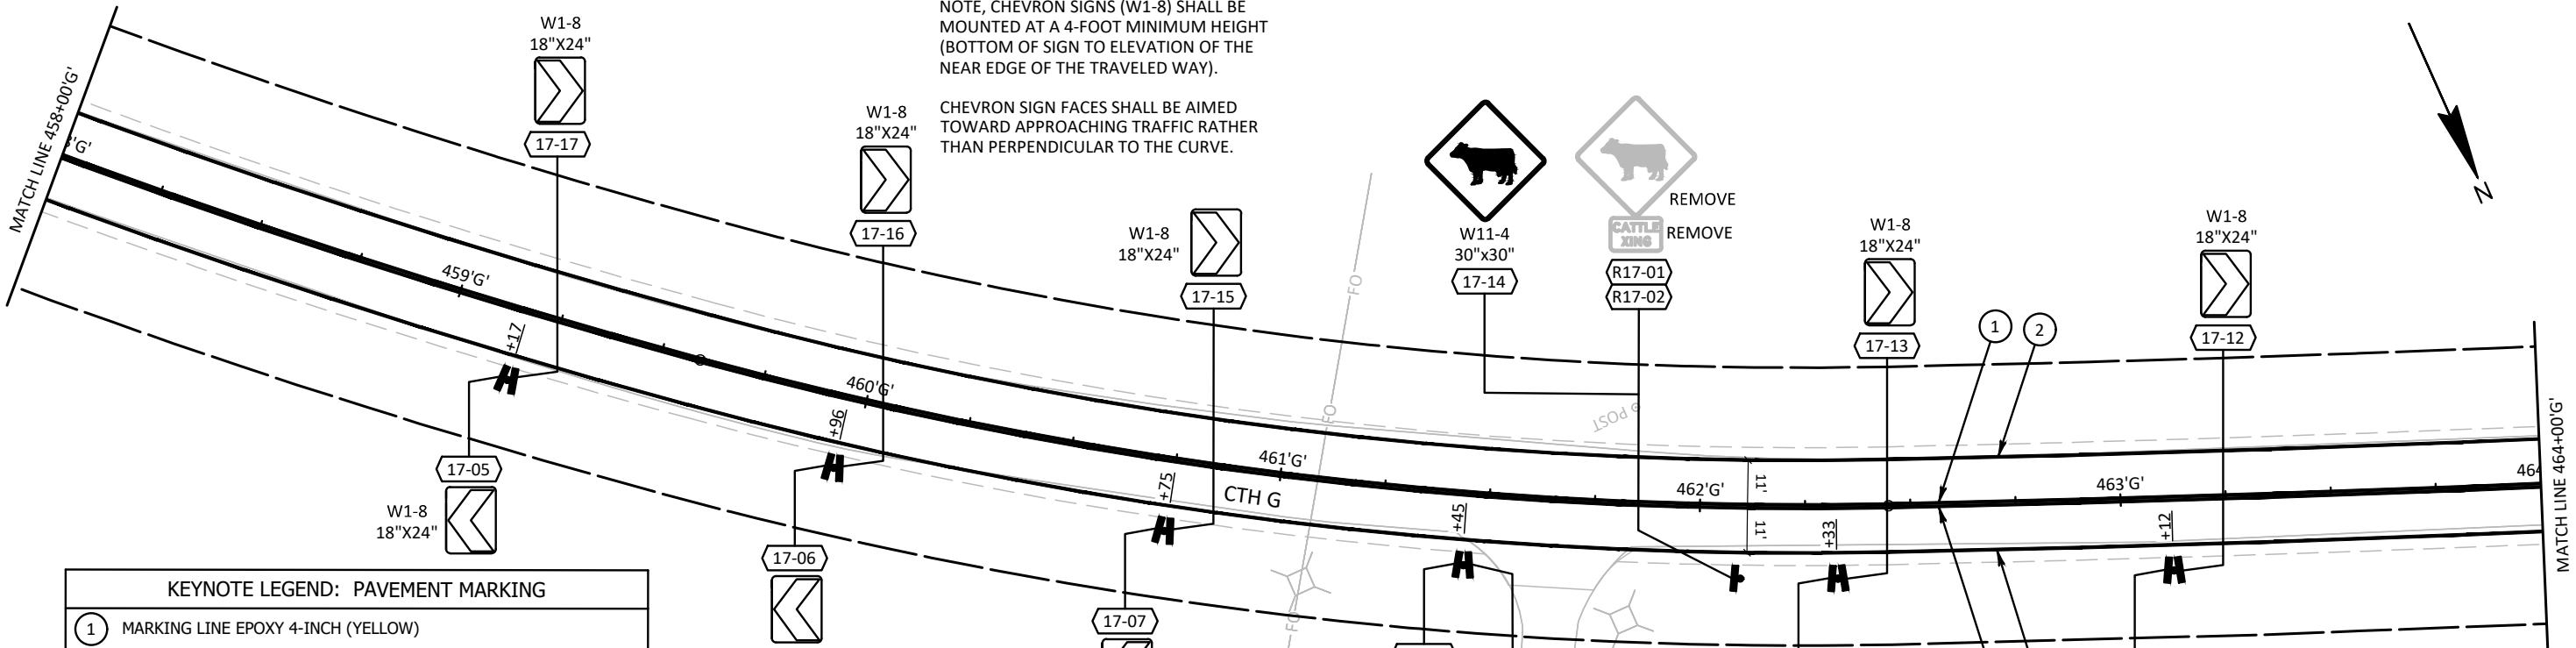 NOTE, CHEVRON SIGNS (W1-8) SHALL BE
MOUNTED AT A 4-FOOT MINIMUM HEIGHT
(BOTTOM OF SIGN TO ELEVATION OF THE
NEAR EDGE OF THE TRAVELED WAY).
CHEVRON SIGN FACES SHALL BE AIMED
TOWARD APPROACHING TRAFFIC RATHER
THAN PERPENDICULAR TO THE CURVE.
MATCH LINE 458+00'G'
'G'
W1-8
18"X24"
17-17
W1-8
18"X24"
17-16
W1-8
18"X24"
17-15
W11-4
30"x30"
17-14
REMOVE
CATTLE
XING
REMOVE
R17-01
R17-02
W1-8
18"X24"
17-13
W1-8
18"X24"
17-12
N
1
2
FO
FO
FO
POST
459'G'
460'G'
461'G'
462'G'
463'G'
464
CTH G
11'
11'
+17
+96
+75
+45
+33
+12
MATCH LINE 464+00'G'
17-05
W1-8
18"X24"
17-06
17-07
KEYNOTE LEGEND: PAVEMENT MARKING
1 MARKING LINE EPOXY 4-INCH (YELLOW)